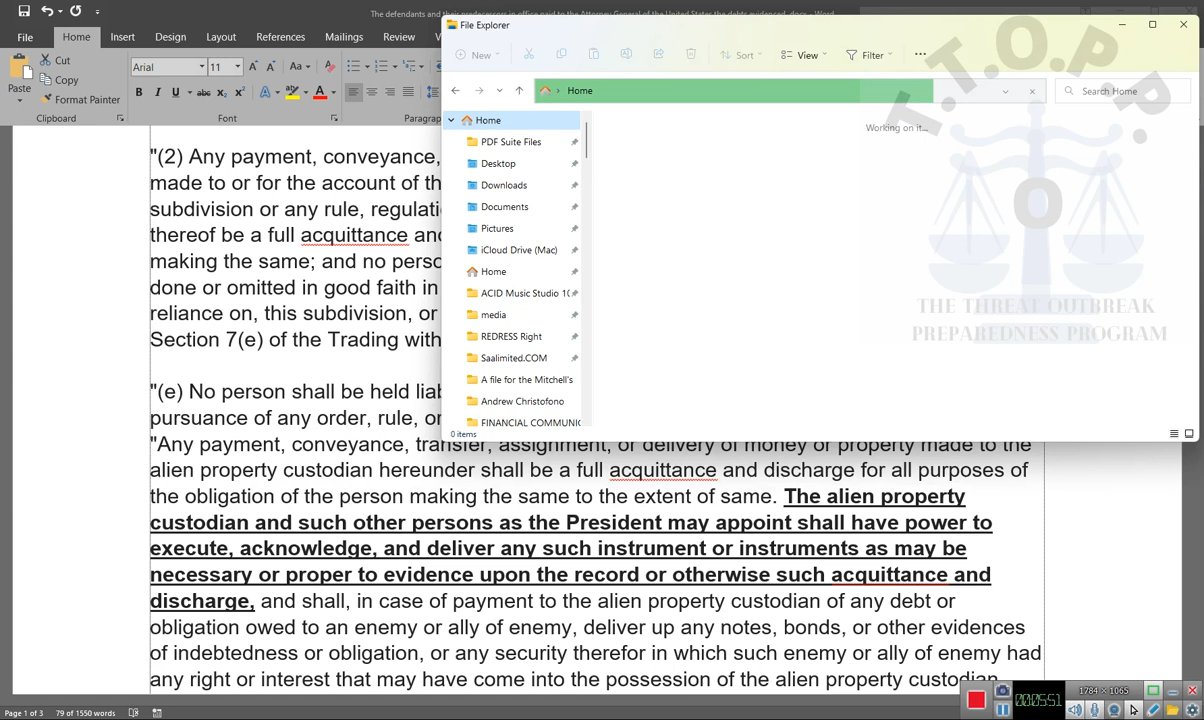 The defendants and their predecessors in office paid to the Attorney General of the United States the debts evidenced .docx - Word
File Home Insert Design Layout References Mailings Review V
Paste
Cut
Copy
Format Painter
Clipboard
Arial 11
Font
Paragrap
"(2) Any payment, conveyance,
made to or for the account of th
subdivision or any rule, regulati
thereof be a full acquittance and
making the same; and no perso
done or omitted in good faith in
reliance on, this subdivision, or
Section 7(e) of the Trading with
"(e) No person shall be held liab
pursuance of any order, rule, or
"Any payment, conveyance, transfer, assignment, or delivery of money or property made to the
alien property custodian hereunder shall be a full acquittance and discharge for all purposes of
the obligation of the person making the same to the extent of same. The alien property
custodian and such other persons as the President may appoint shall have power to
execute, acknowledge, and deliver any such instrument or instruments as may be
necessary or proper to evidence upon the record or otherwise such acquittance and
discharge, and shall, in case of payment to the alien property custodian of any debt or
obligation owed to an enemy or ally of enemy, deliver up any notes, bonds, or other evidences
of indebtedness or obligation, or any security therefor in which such enemy or ally of enemy had
any right or interest that may have come into the possession of the alien property custodian
File Explorer
New Sort View Filter
Home
Search Home
Working on it...
Home
PDF Suite Files
Desktop
Downloads
Documents
Pictures
iCloud Drive (Mac)
Home
ACID Music Studio 10
media
REDRESS Right
Saalimited.COM
A file for the Mitchell's
Andrew Christofono
FINANCIAL COMMUNIC
0 items
T.T.O.P.P.
O
THE THREAT OUTBREAK
PREPAREDNESS PROGRAM
Page 1 of 3 79 of 1550 words
00:05:51
1784 × 1065